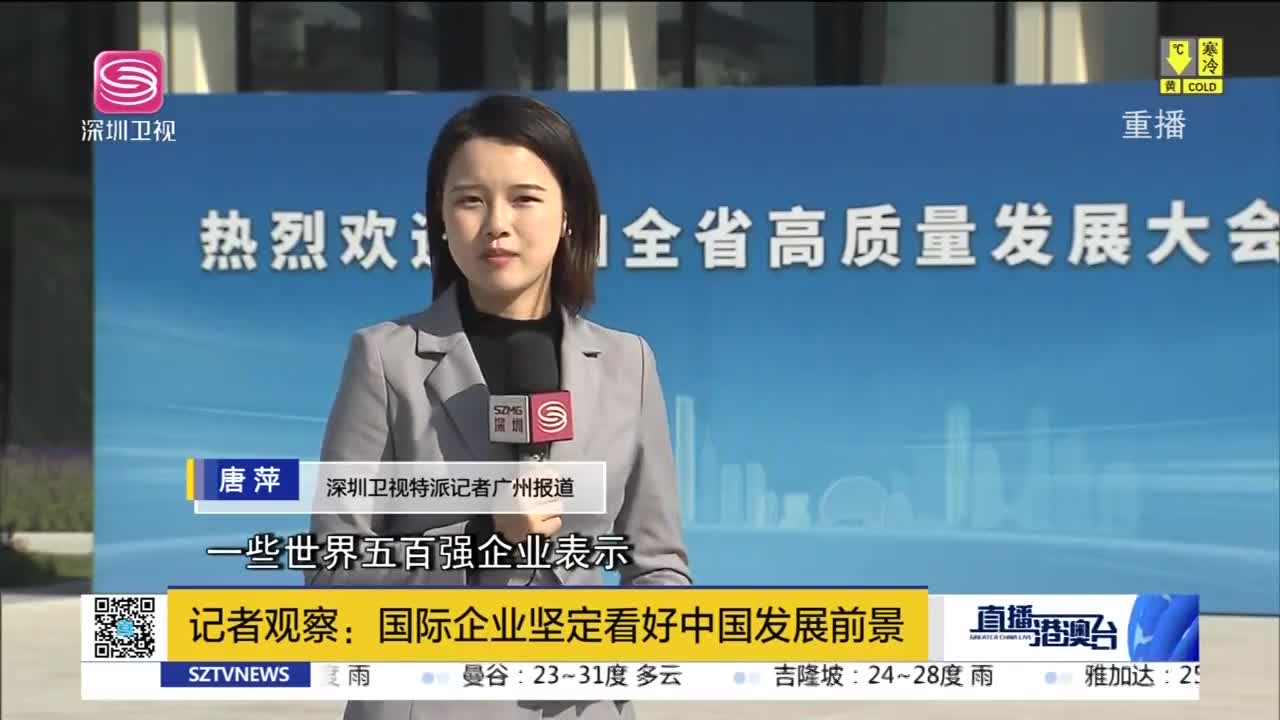 深圳卫视
℃
寒冷
黄
COLD
重播
热烈欢
全省高质量发展大会
SZMG
深圳
唐萍
深圳卫视特派记者广州报道
一些世界五百强企业表示
记者观察：国际企业坚定看好中国发展前景
直播港澳台
GREATER CHINA LIVE
SZTVNEWS
度 雨
曼谷：23~31度 多云
吉隆坡：24~28度 雨
雅加达：25